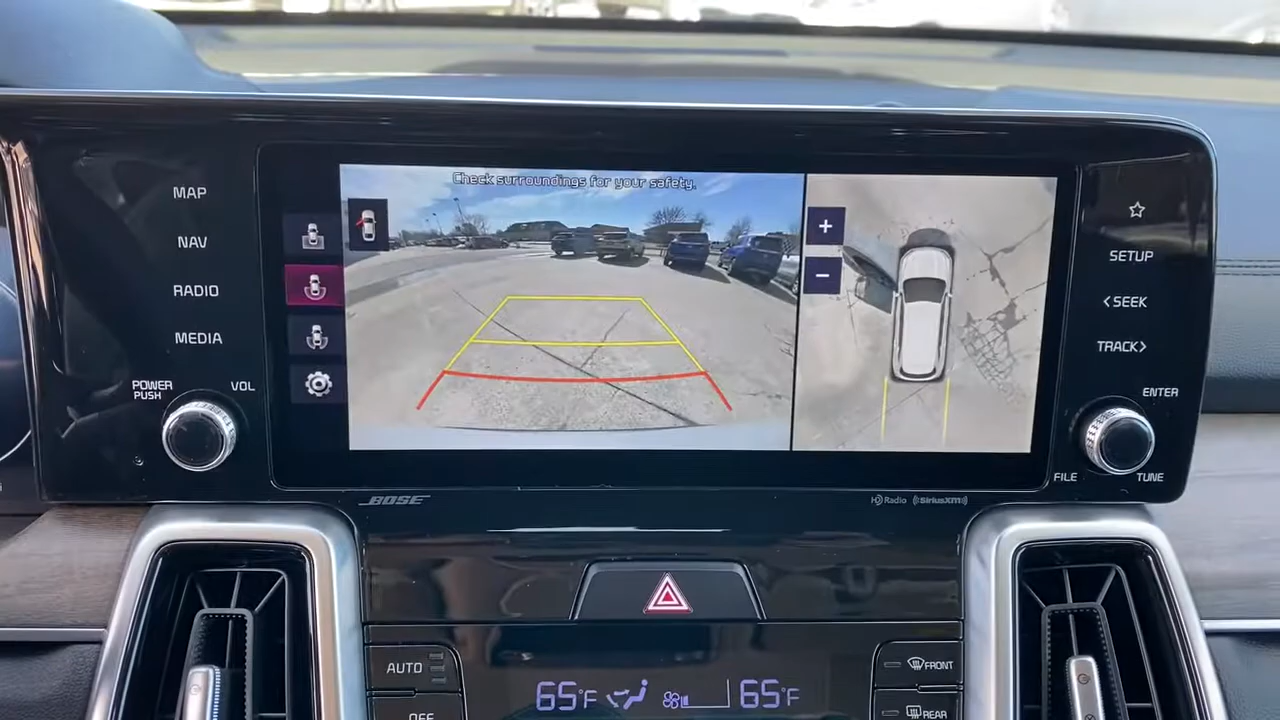 Check surroundings for your safety.
MAP
NAV
RADIO
MEDIA
POWER
PUSH
VOL
+
−
SETUP
<SEEK
TRACK>
ENTER
FILE
TUNE
BOSE
HD Radio
((SiriusXM))
AUTO
OFF
65°F
65°F
FRONT
REAR